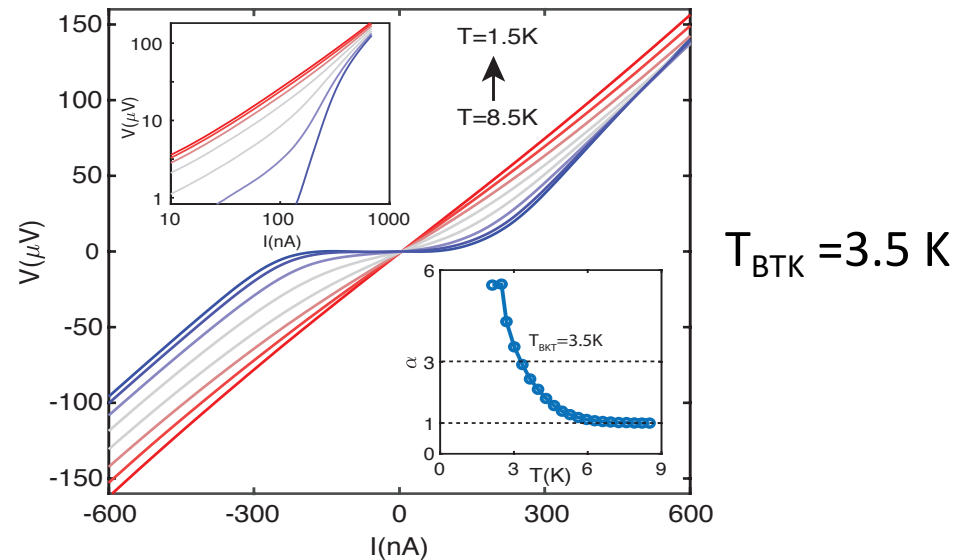 150
100
50
0
-50
-100
-150
V(μV)
-600
-300
0
300
600
I(nA)
100
10
1
V(μV)
10
100
1000
I(nA)
T=1.5K
T=8.5K
6
3
1
α
T_BKT=3.5K
0
3
6
9
T(K)
T_BTK =3.5 K